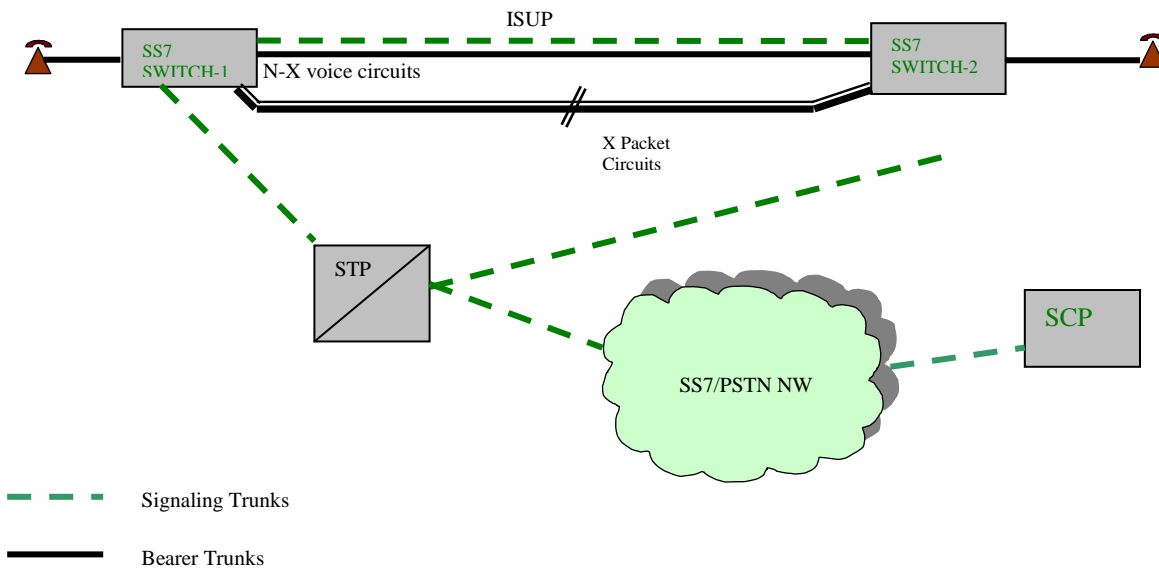 ISUP
SS7
SWITCH-1
SS7
SWITCH-2
N-X voice circuits
X Packet
Circuits
STP
SCP
SS7/PSTN NW
Signaling Trunks
Bearer Trunks